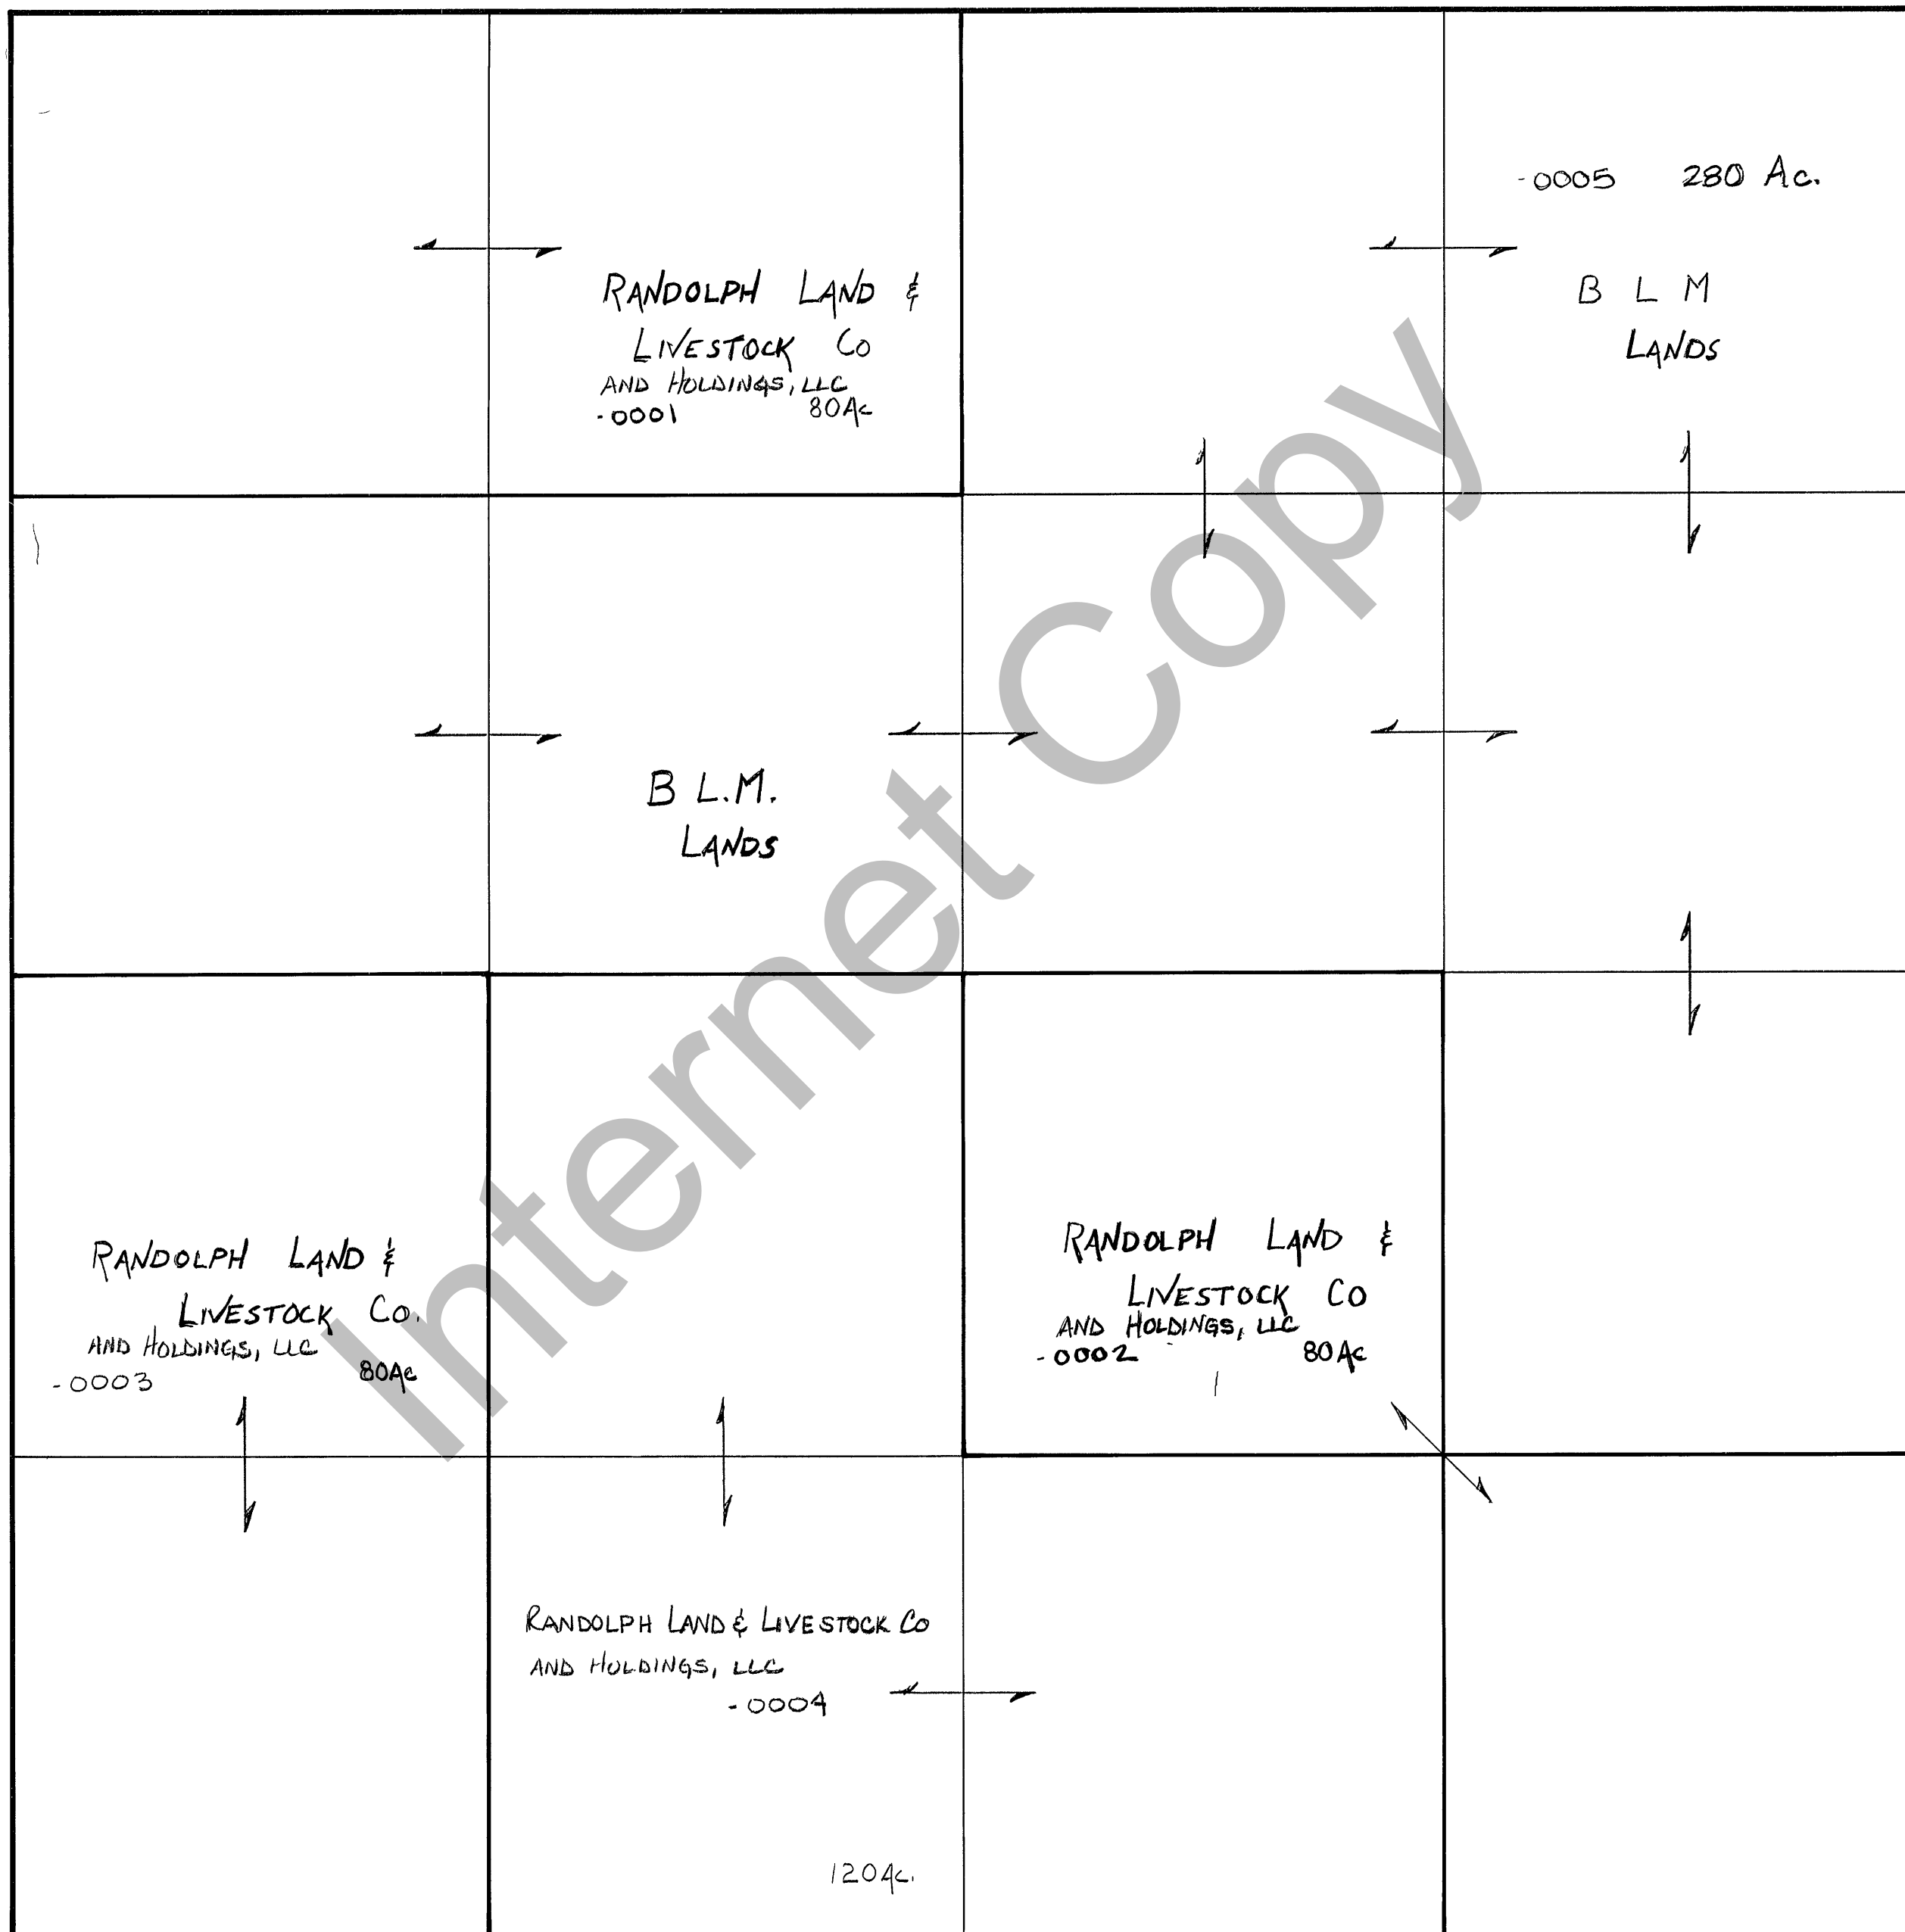 -0005 280 Ac.
B L M
LANDS
RANDOLPH LAND &
LIVESTOCK Co
AND HOLDINGS, LLC
-0001 80Ac
B L.M.
LANDS
RANDOLPH LAND &
LIVESTOCK Co.
AND HOLDINGS, LLC
80Ac
-0003
RANDOLPH LAND &
LIVESTOCK CO
AND HOLDINGS, LLC
-0002 80Ac
RANDOLPH LAND & LIVESTOCK Co
AND HOLDINGS, LLC
-0004
120Ac.
Internet Copy